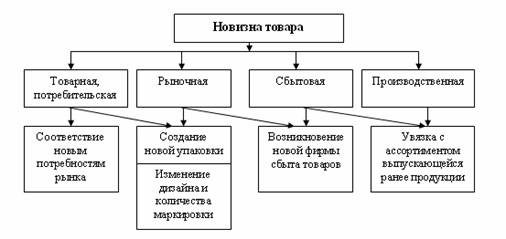 Новизна товара
Товарная,
потребительская
Рыночная
Сбытовая
Производственная
Соответствие
новым
потребностям
рынка
Создание
новой упаковки
Изменение
дизайна и
количества
маркировки
Возникновение
новой фирмы
сбыта товаров
Увязка с
ассортиментом
выпускающейся
ранее продукции